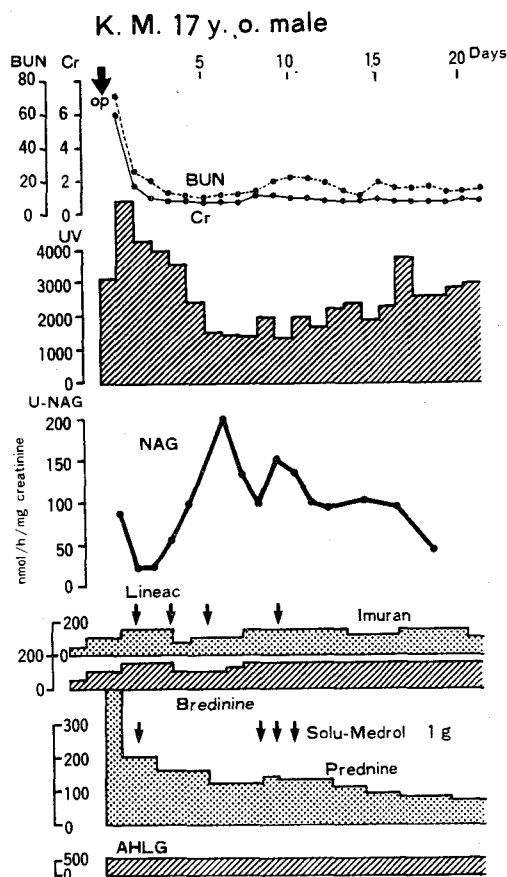 K. M. 17 y. o. male
BUN Cr 5 10 15 20 Days
80
60 6
op
40 4
20 2
0 0
BUN
Cr
UV
4000
3000
2000
1000
0
U-NAG
200
NAG
150
100
50
0
nmol/h/mg creatinine
Lineac
200
Imuran
0
200
0
Bredinine
300
Solu-Medrol 1 g
200
Prednine
100
0
AHLG
500
0